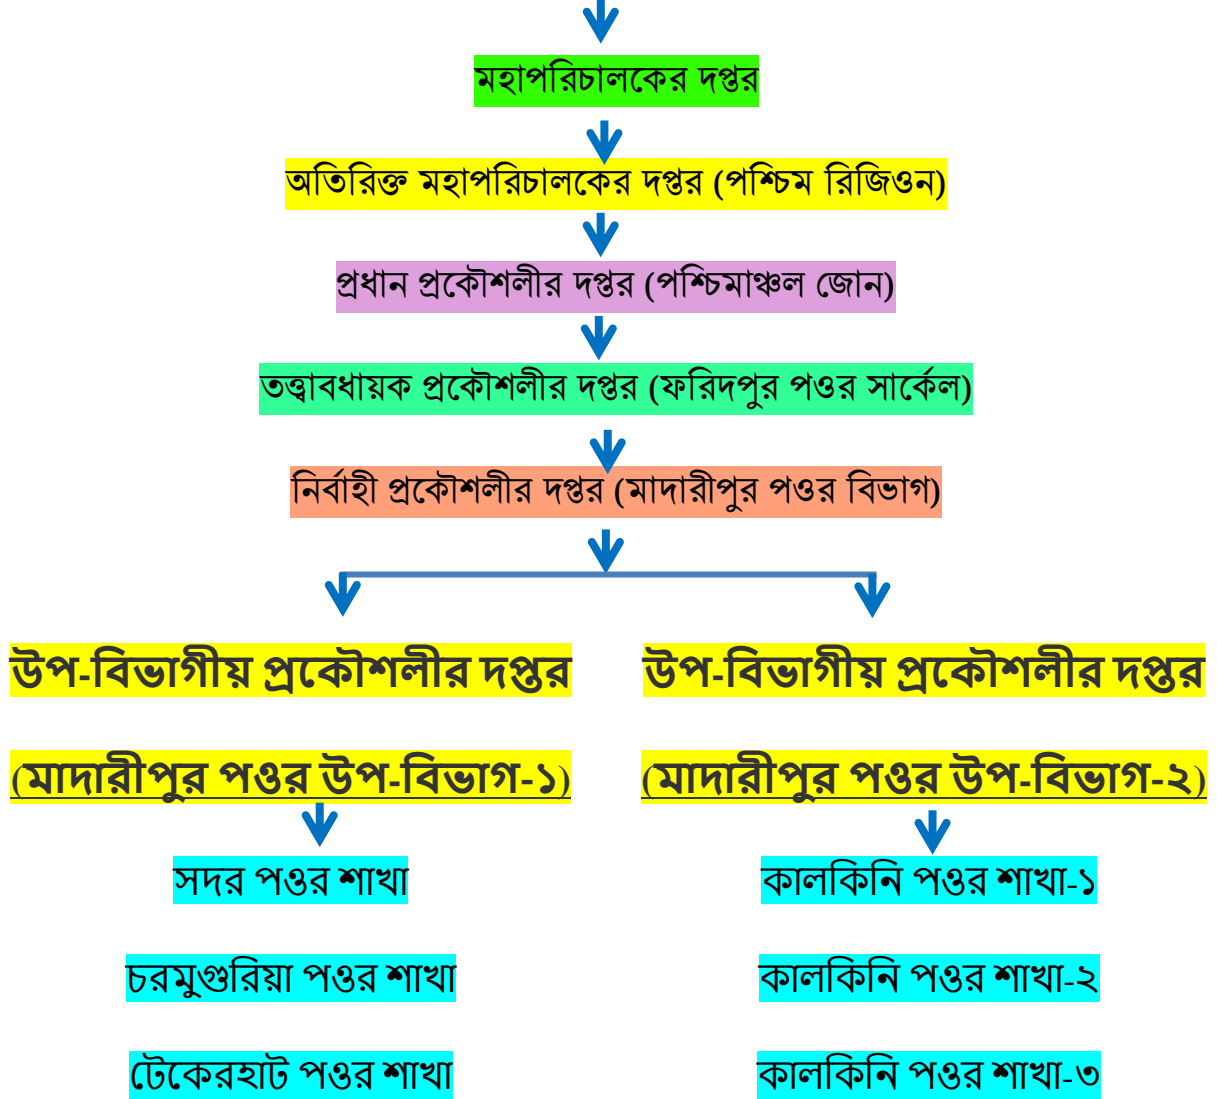 মহাপরিচালকের দপ্তর
অতিরিক্ত মহাপরিচালকের দপ্তর (পশ্চিম রিজিওন)
প্রধান প্রকৌশলীর দপ্তর (পশ্চিমাঞ্চল জোন)
তত্ত্বাবধায়ক প্রকৌশলীর দপ্তর (ফরিদপুর পওর সার্কেল)
নির্বাহী প্রকৌশলীর দপ্তর (মাদারীপুর পওর বিভাগ)
উপ-বিভাগীয় প্রকৌশলীর দপ্তর
(মাদারীপুর পওর উপ-বিভাগ-১)
সদর পওর শাখা
চরমুগুরিয়া পওর শাখা
টেকেরহাট পওর শাখা
উপ-বিভাগীয় প্রকৌশলীর দপ্তর
(মাদারীপুর পওর উপ-বিভাগ-২)
কালকিনি পওর শাখা-১
কালকিনি পওর শাখা-২
কালকিনি পওর শাখা-৩